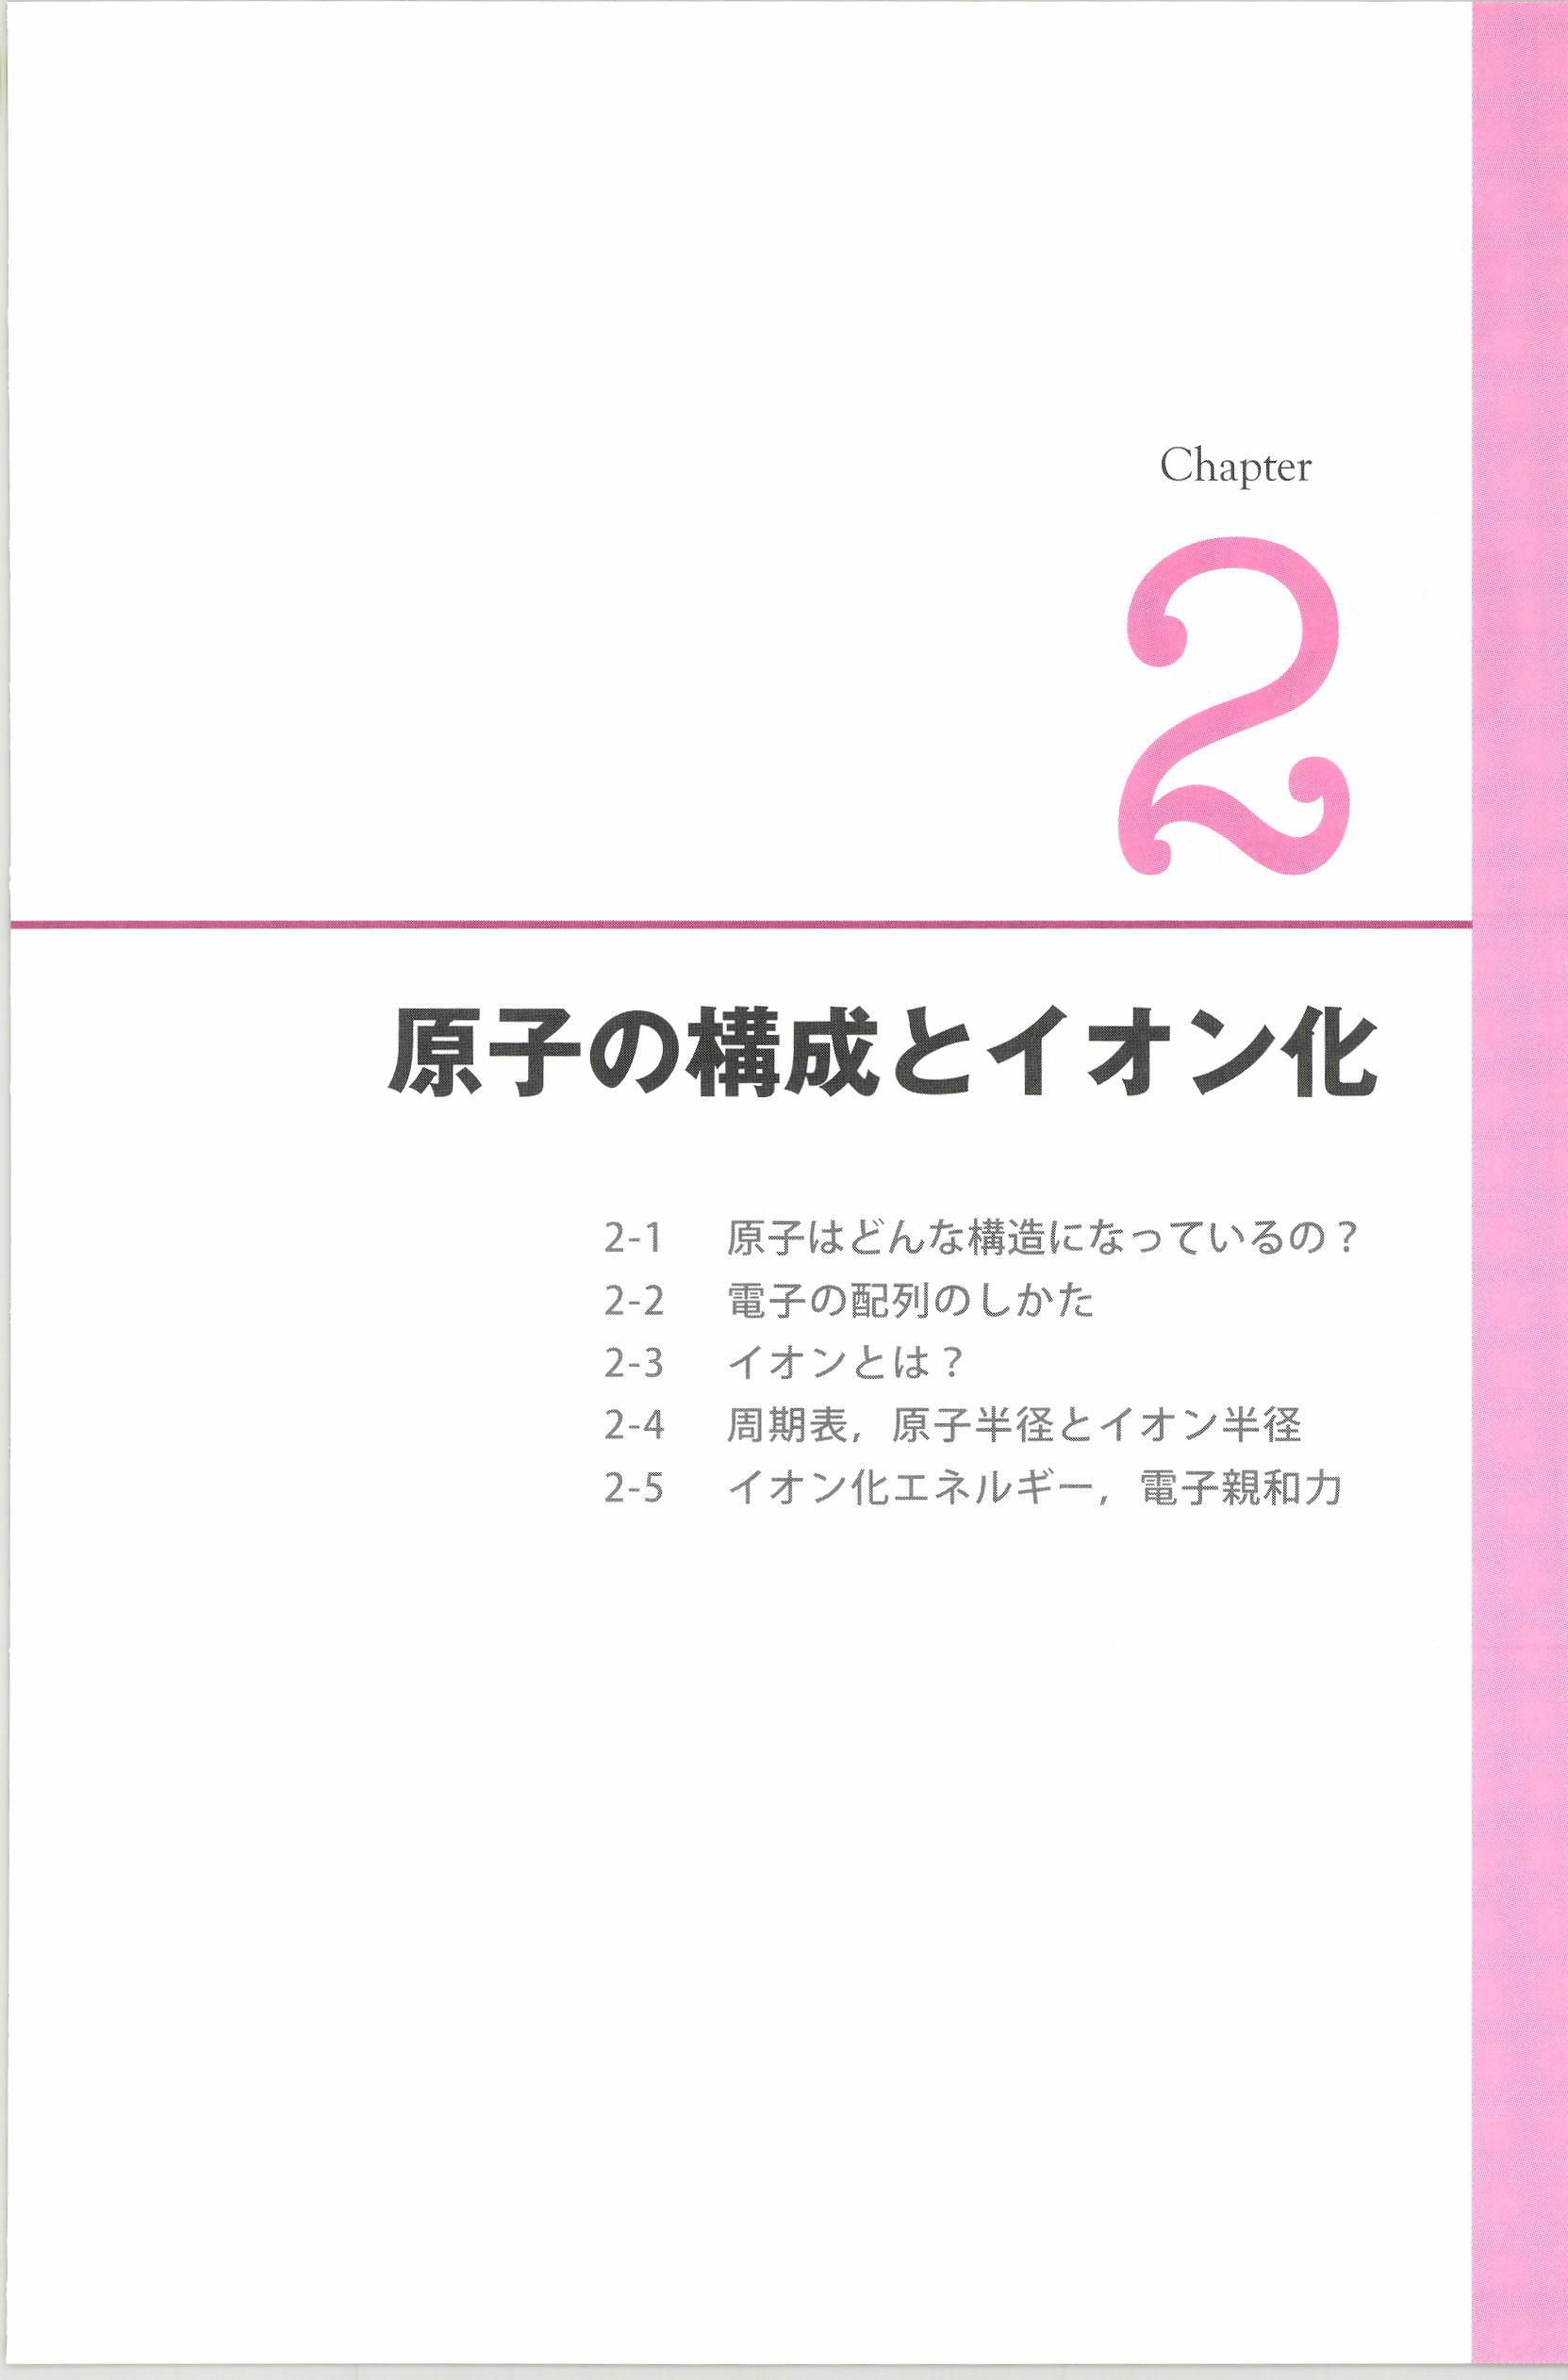 Chapter
2
原子の構成とイオン化
2-1 原子はどんな構造になっているの？
2-2 電子の配列のしかた
2-3 イオンとは？
2-4 周期表，原子半径とイオン半径
2-5 イオン化エネルギー，電子親和力